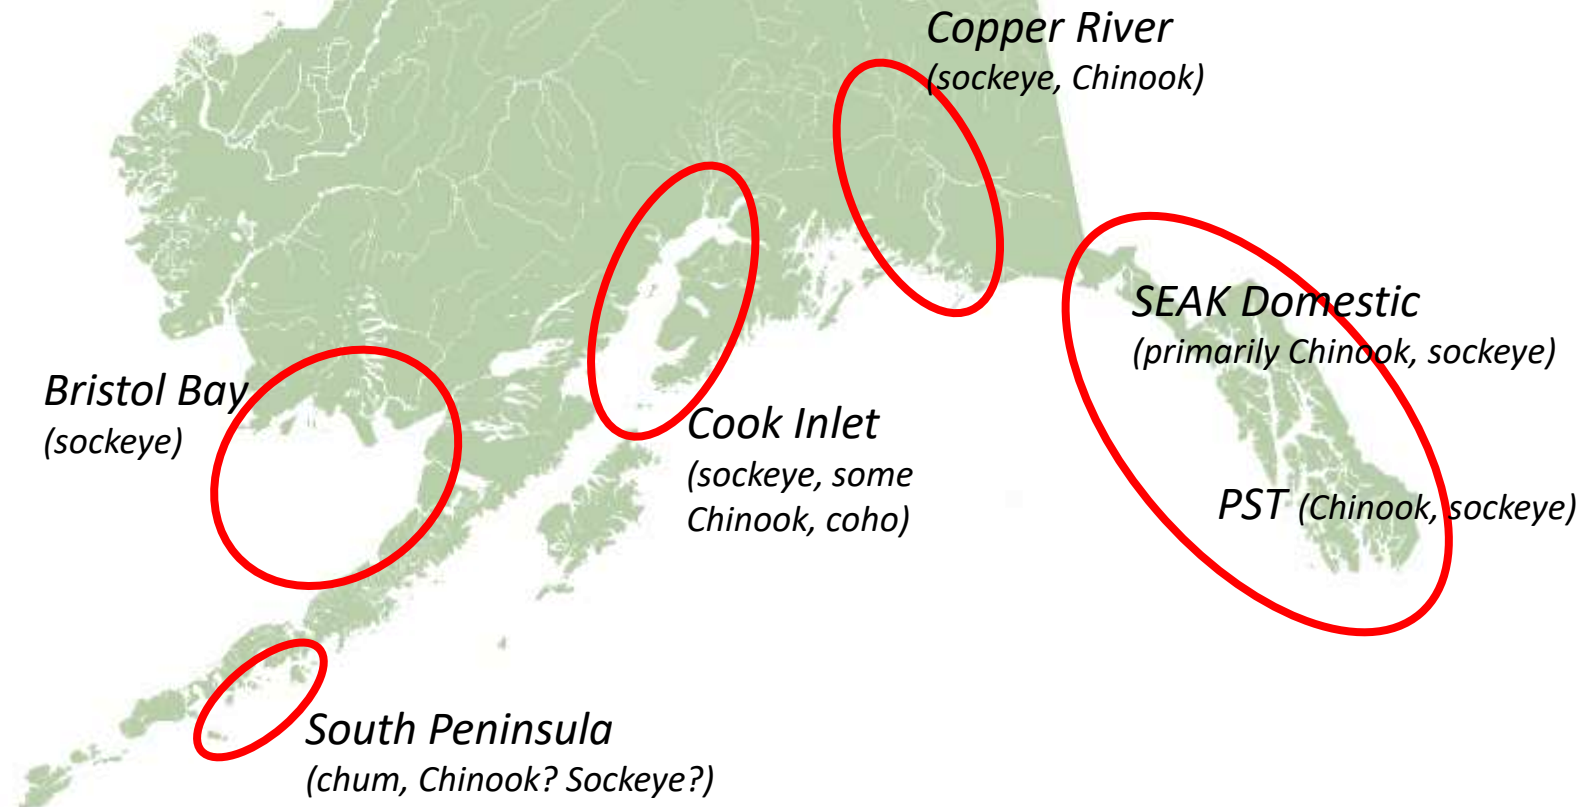 Copper River
(sockeye, Chinook)
SEAK Domestic
(primarily Chinook, sockeye)
Bristol Bay
(sockeye)
Cook Inlet
(sockeye, some
Chinook, coho)
PST (Chinook, sockeye)
South Peninsula
(chum, Chinook? Sockeye?)